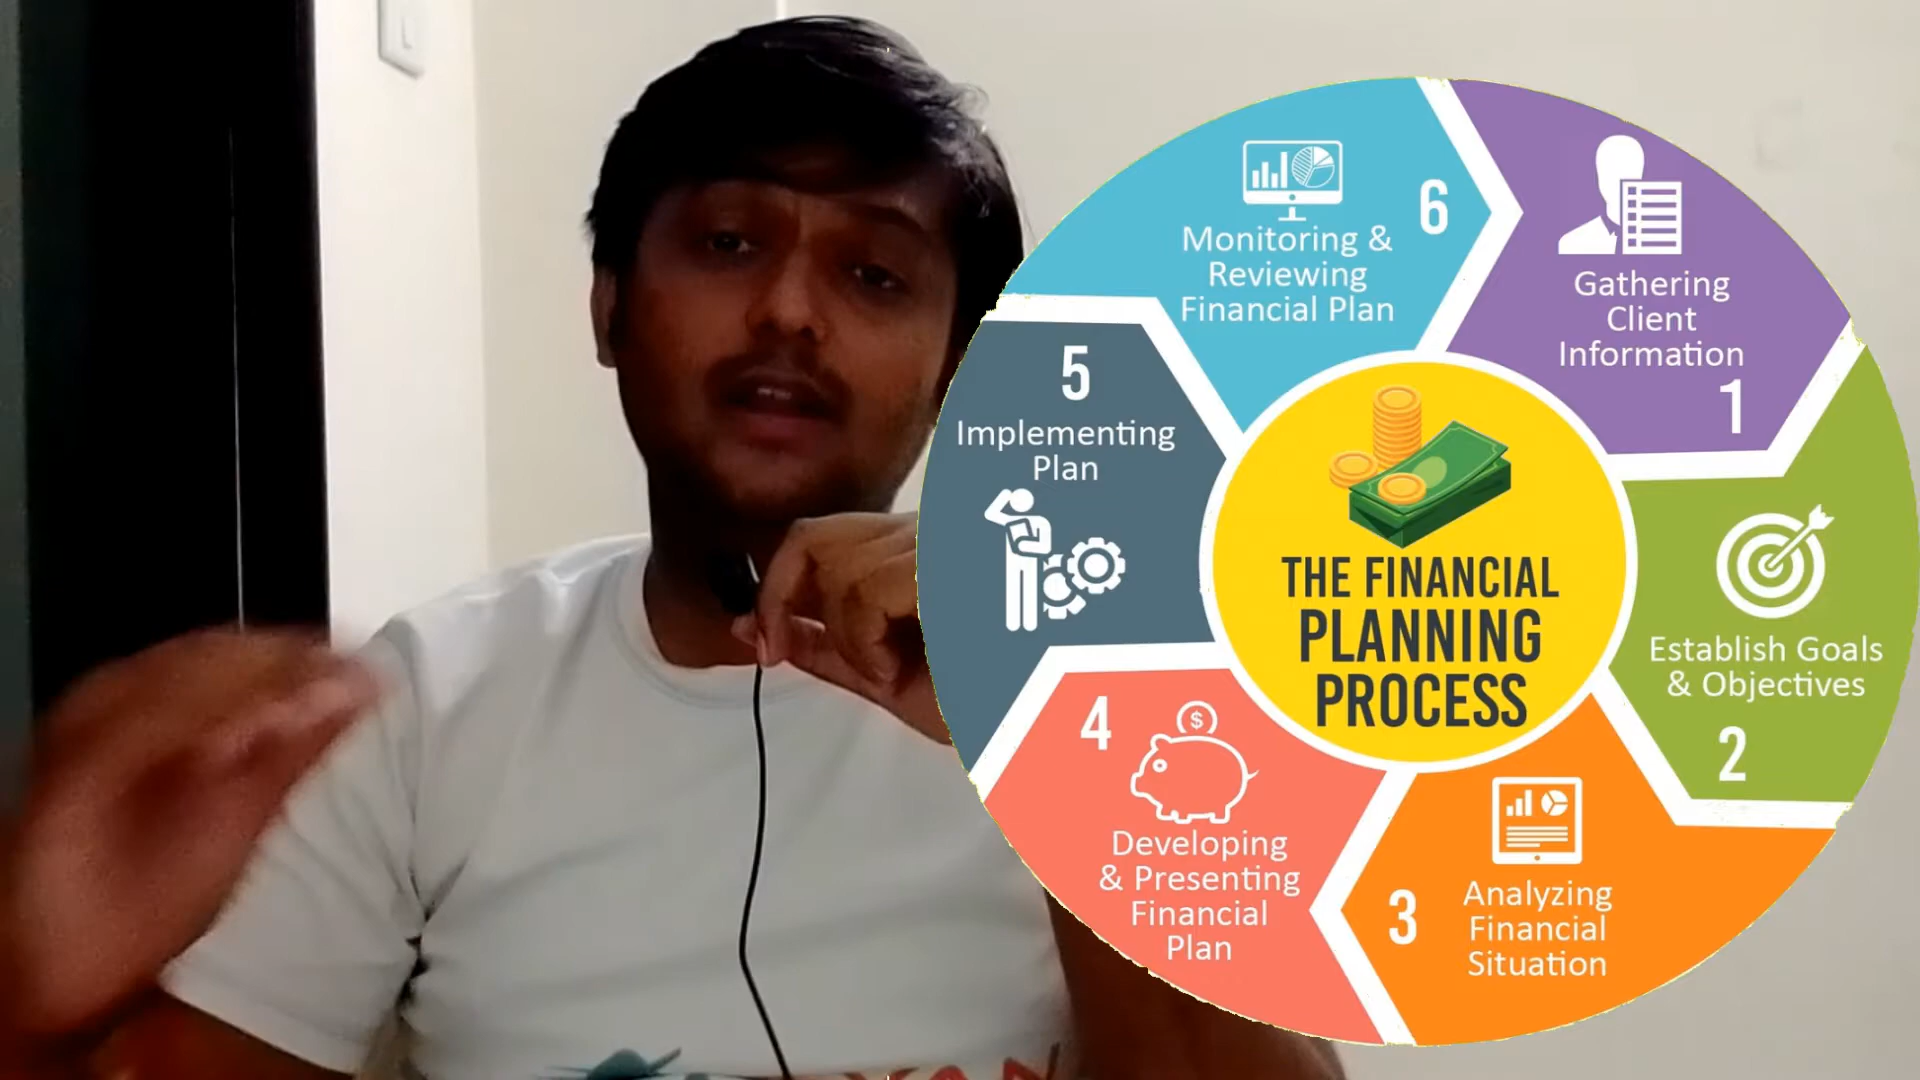 THE FINANCIAL
PLANNING
PROCESS
Gathering
Client
Information
1
Establish Goals
& Objectives
2
3
Analyzing
Financial
Situation
4
$
Developing
& Presenting
Financial
Plan
5
Implementing
Plan
6
Monitoring &
Reviewing
Financial Plan